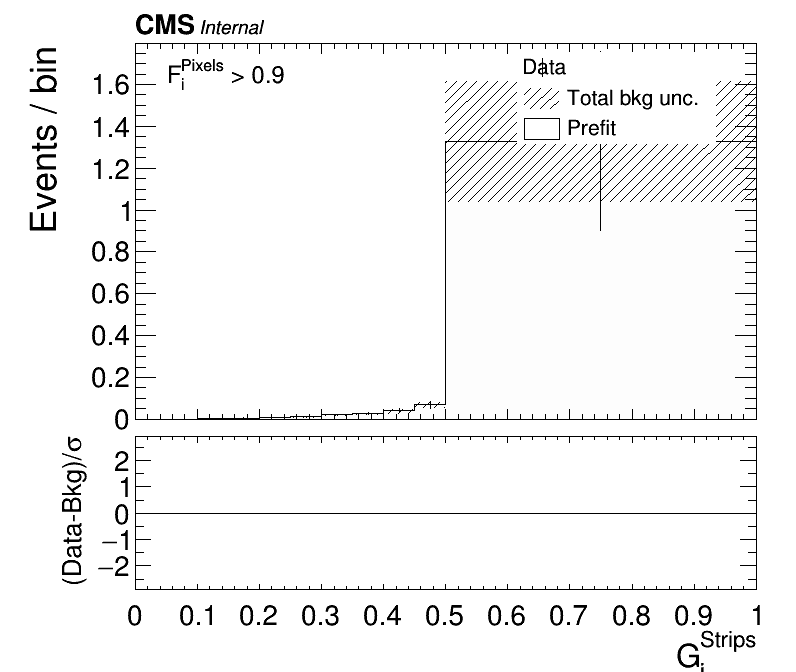 CMS Internal
F_i^Pixels > 0.9
Data
Total bkg unc.
Prefit
Events / bin
1.6
1.4
1.2
1
0.8
0.6
0.4
0.2
0
(Data-Bkg)/σ
2
1
0
−1
−2
0 0.1 0.2 0.3 0.4 0.5 0.6 0.7 0.8 0.9 1
G_i^Strips